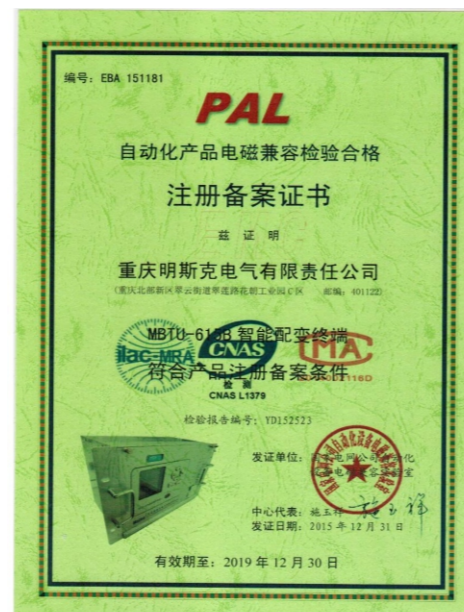 编号：EBA 151181
PAL
自动化产品电磁兼容检验合格
注册备案证书
兹 证 明
重庆明斯克电气有限责任公司
(重庆北部新区翠云街道翠莲路花朝工业园C区 邮编：401122)
MBTU-613B 智能配变终端
ilac-MRA
CNAS
MA
符合产品注册备案条件
检 测
CNAS L1379
检验报告编号：YD152523
发证单位：
中心代表：施玉祥
发证日期：2015 年 12 月 31 日
有效期至：2019 年 12 月 30 日